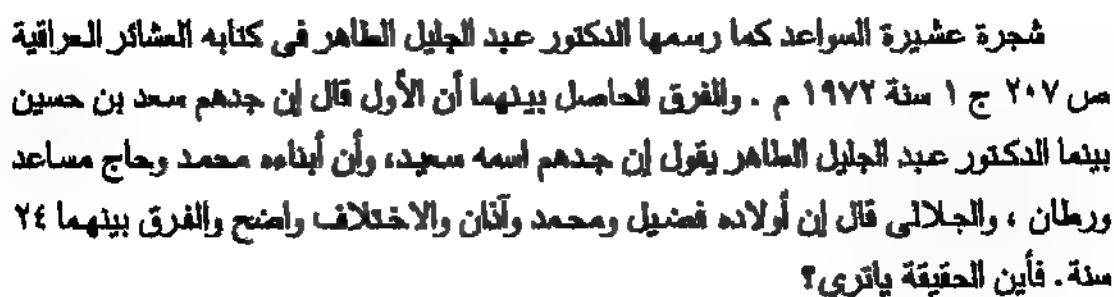 شجرة عشيرة السواعد كما رسمها الدكتور عبد الجليل الطاهر فى كتابه العشائر العراقية
ص ٢٠٧ ج ١ سنة ١٩٧٢ م . والفرق الحاصل بينهما أن الأول قال إن جدهم سعد بن حسين
بينما الدكتور عبد الجليل الطاهر يقول إن جدهم اسمه سعيد، وأن أبناءه محمد وحاج مساعد
ورطان ، والجلالى قال إن أولاده فضيل ومحمد وآذان والاختلاف واضح والفرق بينهما ٢٤
سنة . فأين الحقيقة ياترى؟